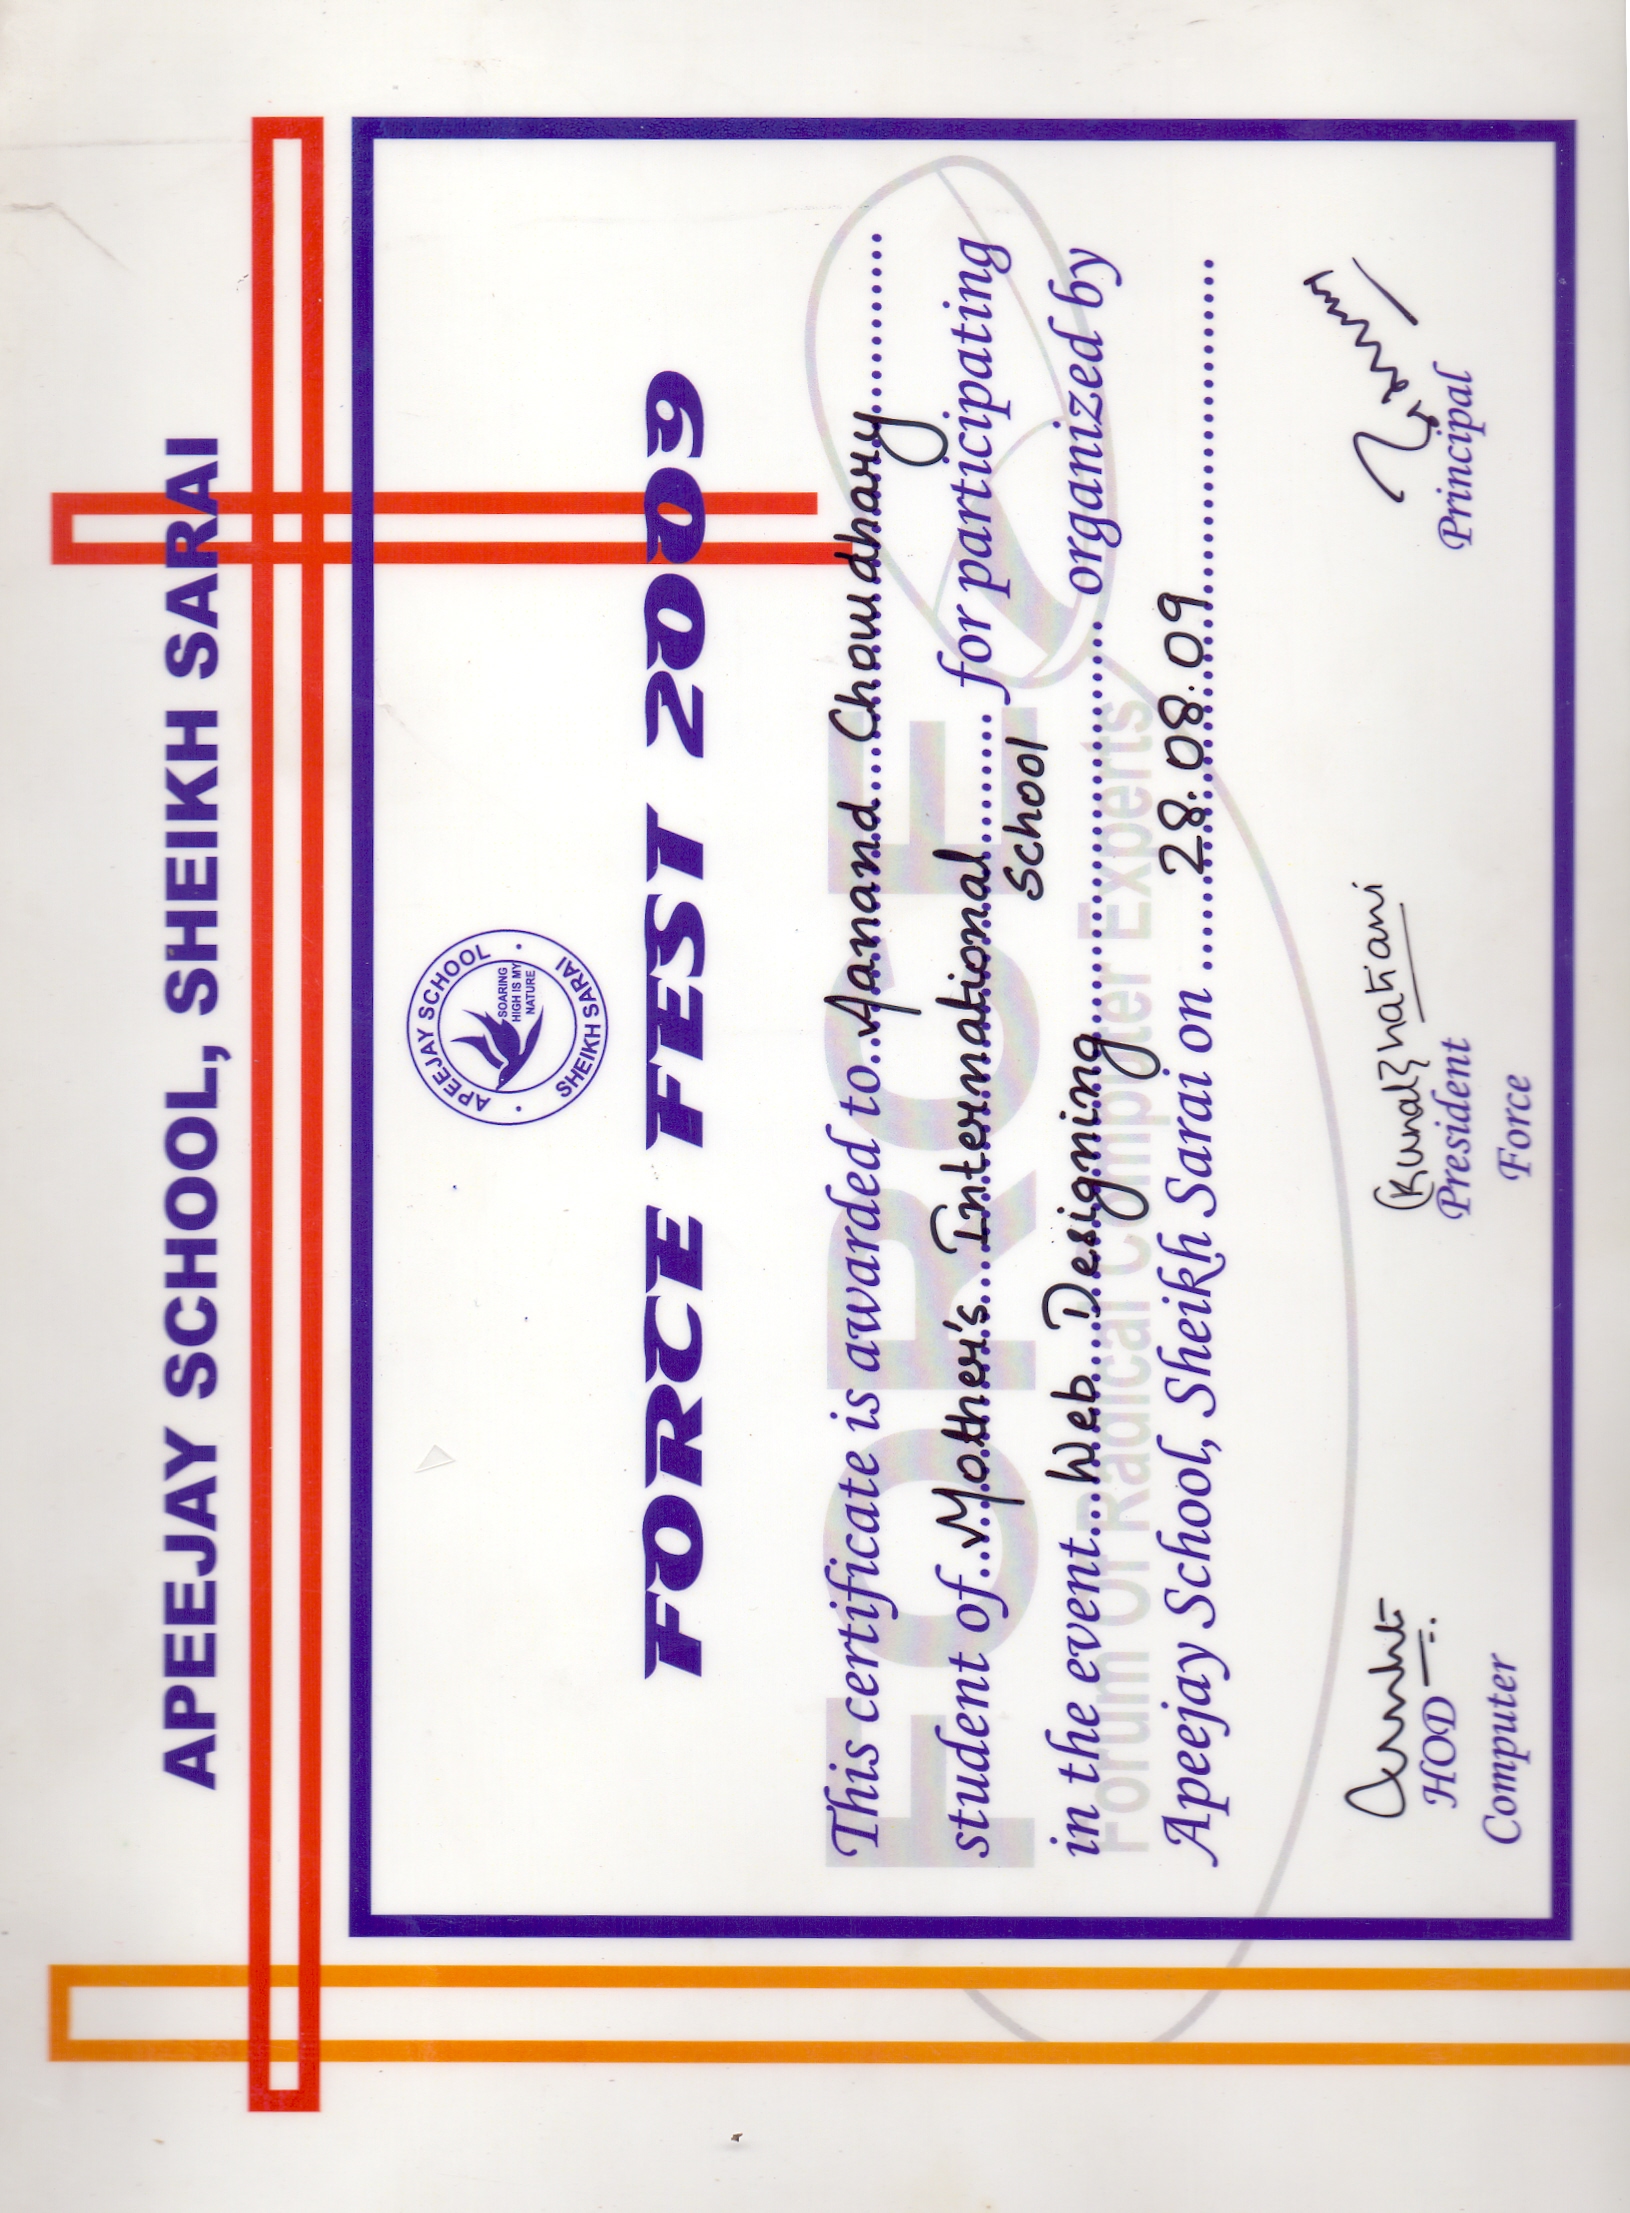 APEEJAY SCHOOL, SHEIKH SARAI
APEEJAY SCHOOL
SOARING
HIGH IS MY
NATURE
SHEIKH SARAI
FORCE FEST 2009
FORCE
Forum Of Radical Computer Experts
This certificate is awarded to..Aanand Chowdhary............
student of..Mother's International........ for participating
School
in the event...Web Designing.......................... organized by
Apeejay School, Sheikh Sarai on ......28.08.09......................
Kunal
HOD
Computer
President
Force
Principal